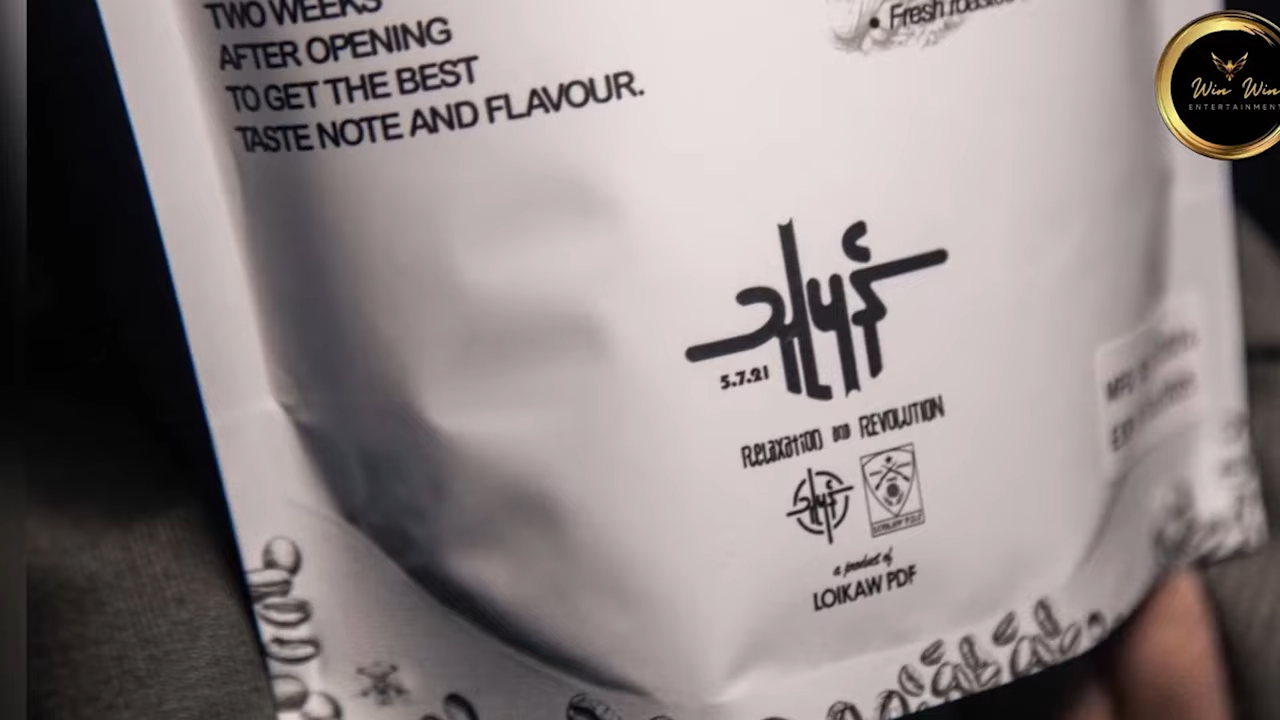 TWO WEEKS
AFTER OPENING
TO GET THE BEST
TASTE NOTE AND FLAVOUR.
• Fresh roasted
Win Win
ENTERTAINMENT
5.7.21
Relaxation and REVOLUTION
a product of
LOIKAW PDF